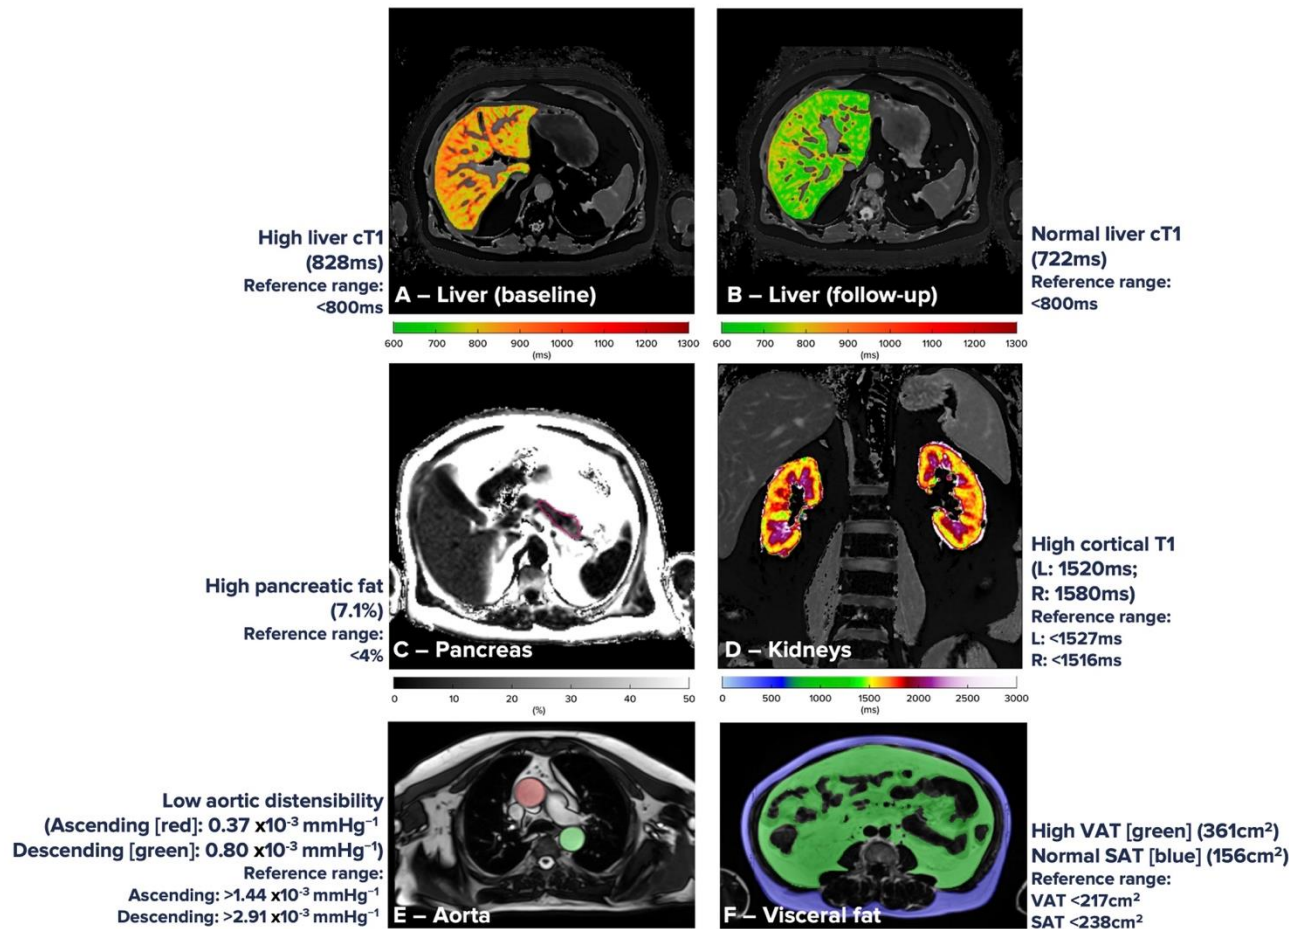 High liver cT1
(828ms)
Reference range:
<800ms
A – Liver (baseline)
600 700 800 900 1000 1100 1200 1300
(ms)
B – Liver (follow-up)
600 700 800 900 1000 1100 1200 1300
(ms)
Normal liver cT1
(722ms)
Reference range:
<800ms
High pancreatic fat
(7.1%)
Reference range:
<4%
C – Pancreas
0 10 20 30 40 50
(%)
D – Kidneys
0 500 1000 1500 2000 2500 3000
(ms)
High cortical T1
(L: 1520ms;
R: 1580ms)
Reference range:
L: <1527ms
R: <1516ms
Low aortic distensibility
(Ascending [red]: 0.37 x10⁻³ mmHg⁻¹
Descending [green]: 0.80 x10⁻³ mmHg⁻¹)
Reference range:
Ascending: >1.44 x10⁻³ mmHg⁻¹
Descending: >2.91 x10⁻³ mmHg⁻¹
E – Aorta
F – Visceral fat
High VAT [green] (361cm²)
Normal SAT [blue] (156cm²)
Reference range:
VAT <217cm²
SAT <238cm²